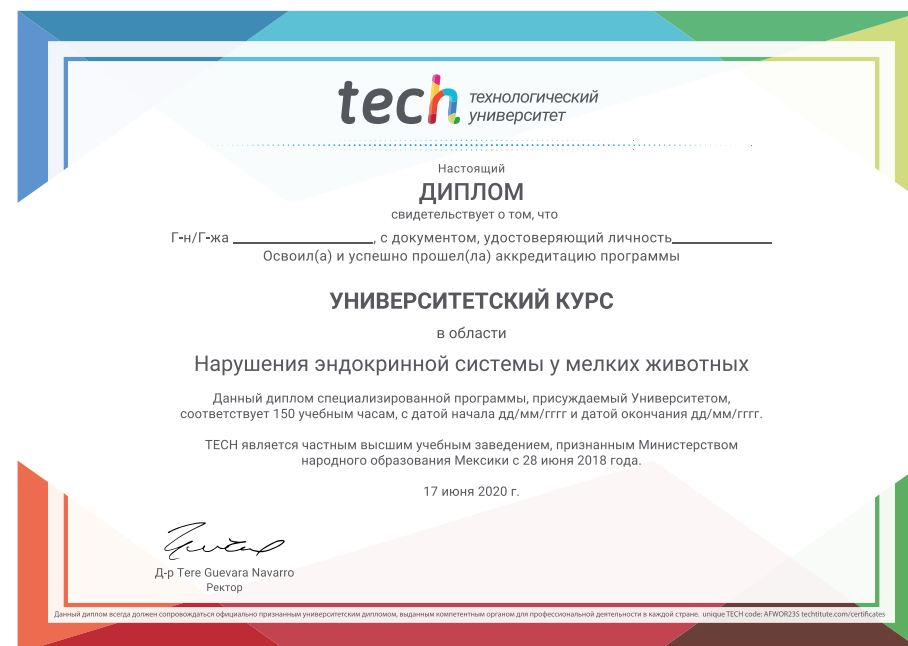 tech технологический
университет
Настоящий
ДИПЛОМ
свидетельствует о том, что
Г-н/Г-жа ________________, с документом, удостоверяющий личность____________
Освоил(а) и успешно прошел(ла) аккредитацию программы
УНИВЕРСИТЕТСКИЙ КУРС
в области
Нарушения эндокринной системы у мелких животных
Данный диплом специализированной программы, присуждаемый Университетом,
соответствует 150 учебным часам, с датой начала дд/мм/гггг и датой окончания дд/мм/гггг.
TECH является частным высшим учебным заведением, признанным Министерством
народного образования Мексики с 28 июня 2018 года.
17 июня 2020 г.
Д-р Tere Guevara Navarro
Ректор
Данный диплом всегда должен сопровождаться официально признанным университетским дипломом, выданным компетентным органом для профессиональной деятельности в каждой стране. unique TECH code: AFWOR23S techtitute.com/certificates